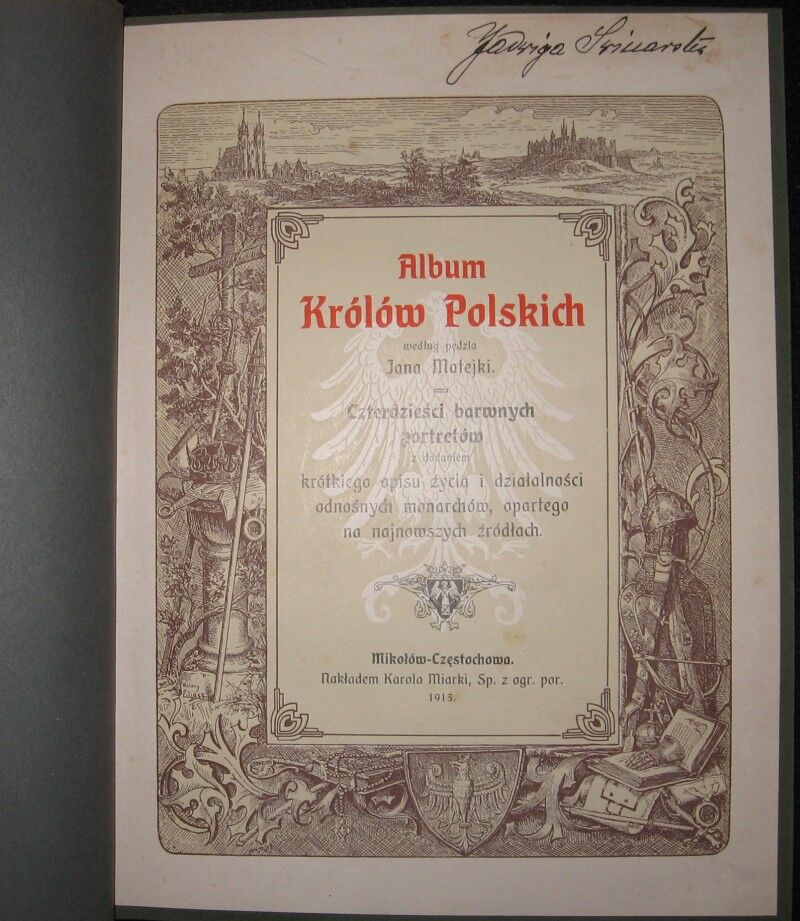 Jadwiga
Album
Królów Polskich
według pędzla
Jana Matejki.
Czterdzieści barwnych
portretów
z dodaniem
krótkiego opisu życia i działalności
odnośnych monarchów, opartego
na najnowszych źródłach.
Mikołów-Częstochowa.
Nakładem Karola Miarki, Sp. z ogr. por.
1913.